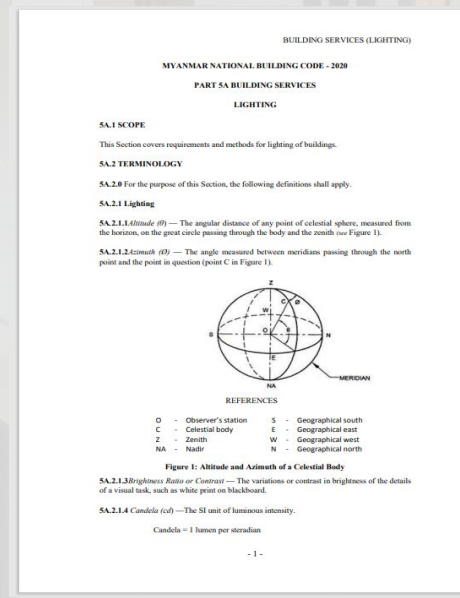 BUILDING SERVICES (LIGHTING)
MYANMAR NATIONAL BUILDING CODE - 2020
PART 5A BUILDING SERVICES
LIGHTING
5A.1 SCOPE
This Section covers requirements and methods for lighting of buildings.
5A.2 TERMINOLOGY
5A.2.0 For the purpose of this Section, the following definitions shall apply.
5A.2.1 Lighting
5A.2.1.1Altitude (θ) — The angular distance of any point of celestial sphere, measured from
the horizon, on the great circle passing through the body and the zenith (see Figure 1).
5A.2.1.2Azimuth (Ø) — The angle measured between meridians passing through the north
point and the point in question (point C in Figure 1).
Z
C Ø
W
S O θ N
E
MERIDIAN
NA
REFERENCES
O - Observer's station S - Geographical south
C - Celestial body E - Geographical east
Z - Zenith W - Geographical west
NA - Nadir N - Geographical north
Figure 1: Altitude and Azimuth of a Celestial Body
5A.2.1.3Brightness Ratio or Contrast — The variations or contrast in brightness of the details
of a visual task, such as white print on blackboard.
5A.2.1.4 Candela (cd) —The SI unit of luminous intensity.
Candela = 1 lumen per steradian
- 1 -